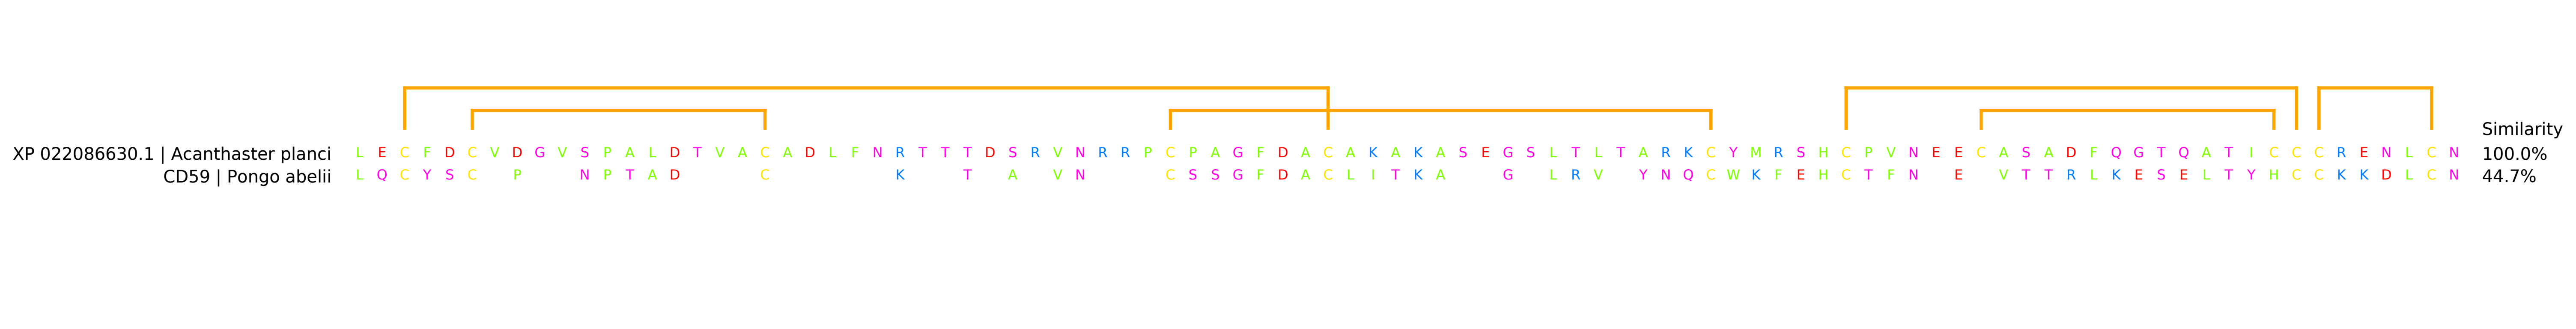 Similarity
XP 022086630.1 | Acanthaster planci L E C F D C V D G V S P A L D T V A C A D L F N R T T T D S R V N R R P C P A G F D A C A K A K A S E G S L T L T A R K C Y M R S H C P V N E E C A S A D F Q G T Q A T I C C C R E N L C N 100.0%
CD59 | Pongo abelii L Q C Y S C P N P T A D C K T A V N C S S G F D A C L I T K A G L R V Y N Q C W K F E H C T F N E V T T R L K E S E L T Y H C C K K D L C N 44.7%